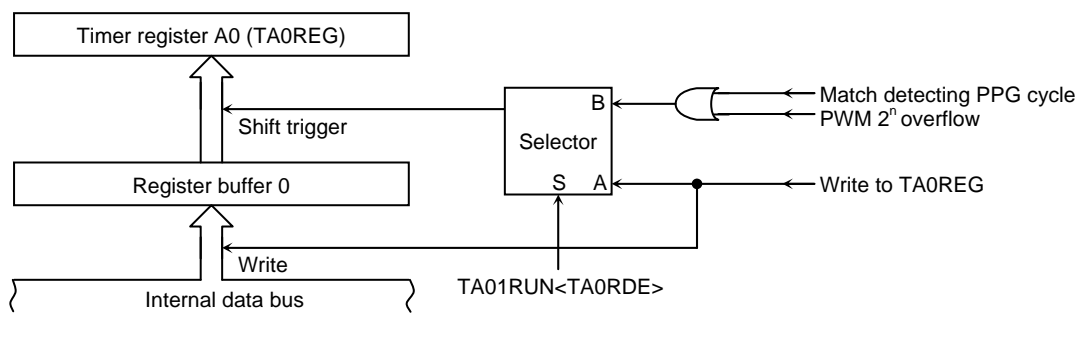 Timer register A0 (TA0REG)
Shift trigger
B
Selector
S A
Match detecting PPG cycle
PWM 2ⁿ overflow
Register buffer 0
Write to TA0REG
Write
TA01RUN<TA0RDE>
Internal data bus